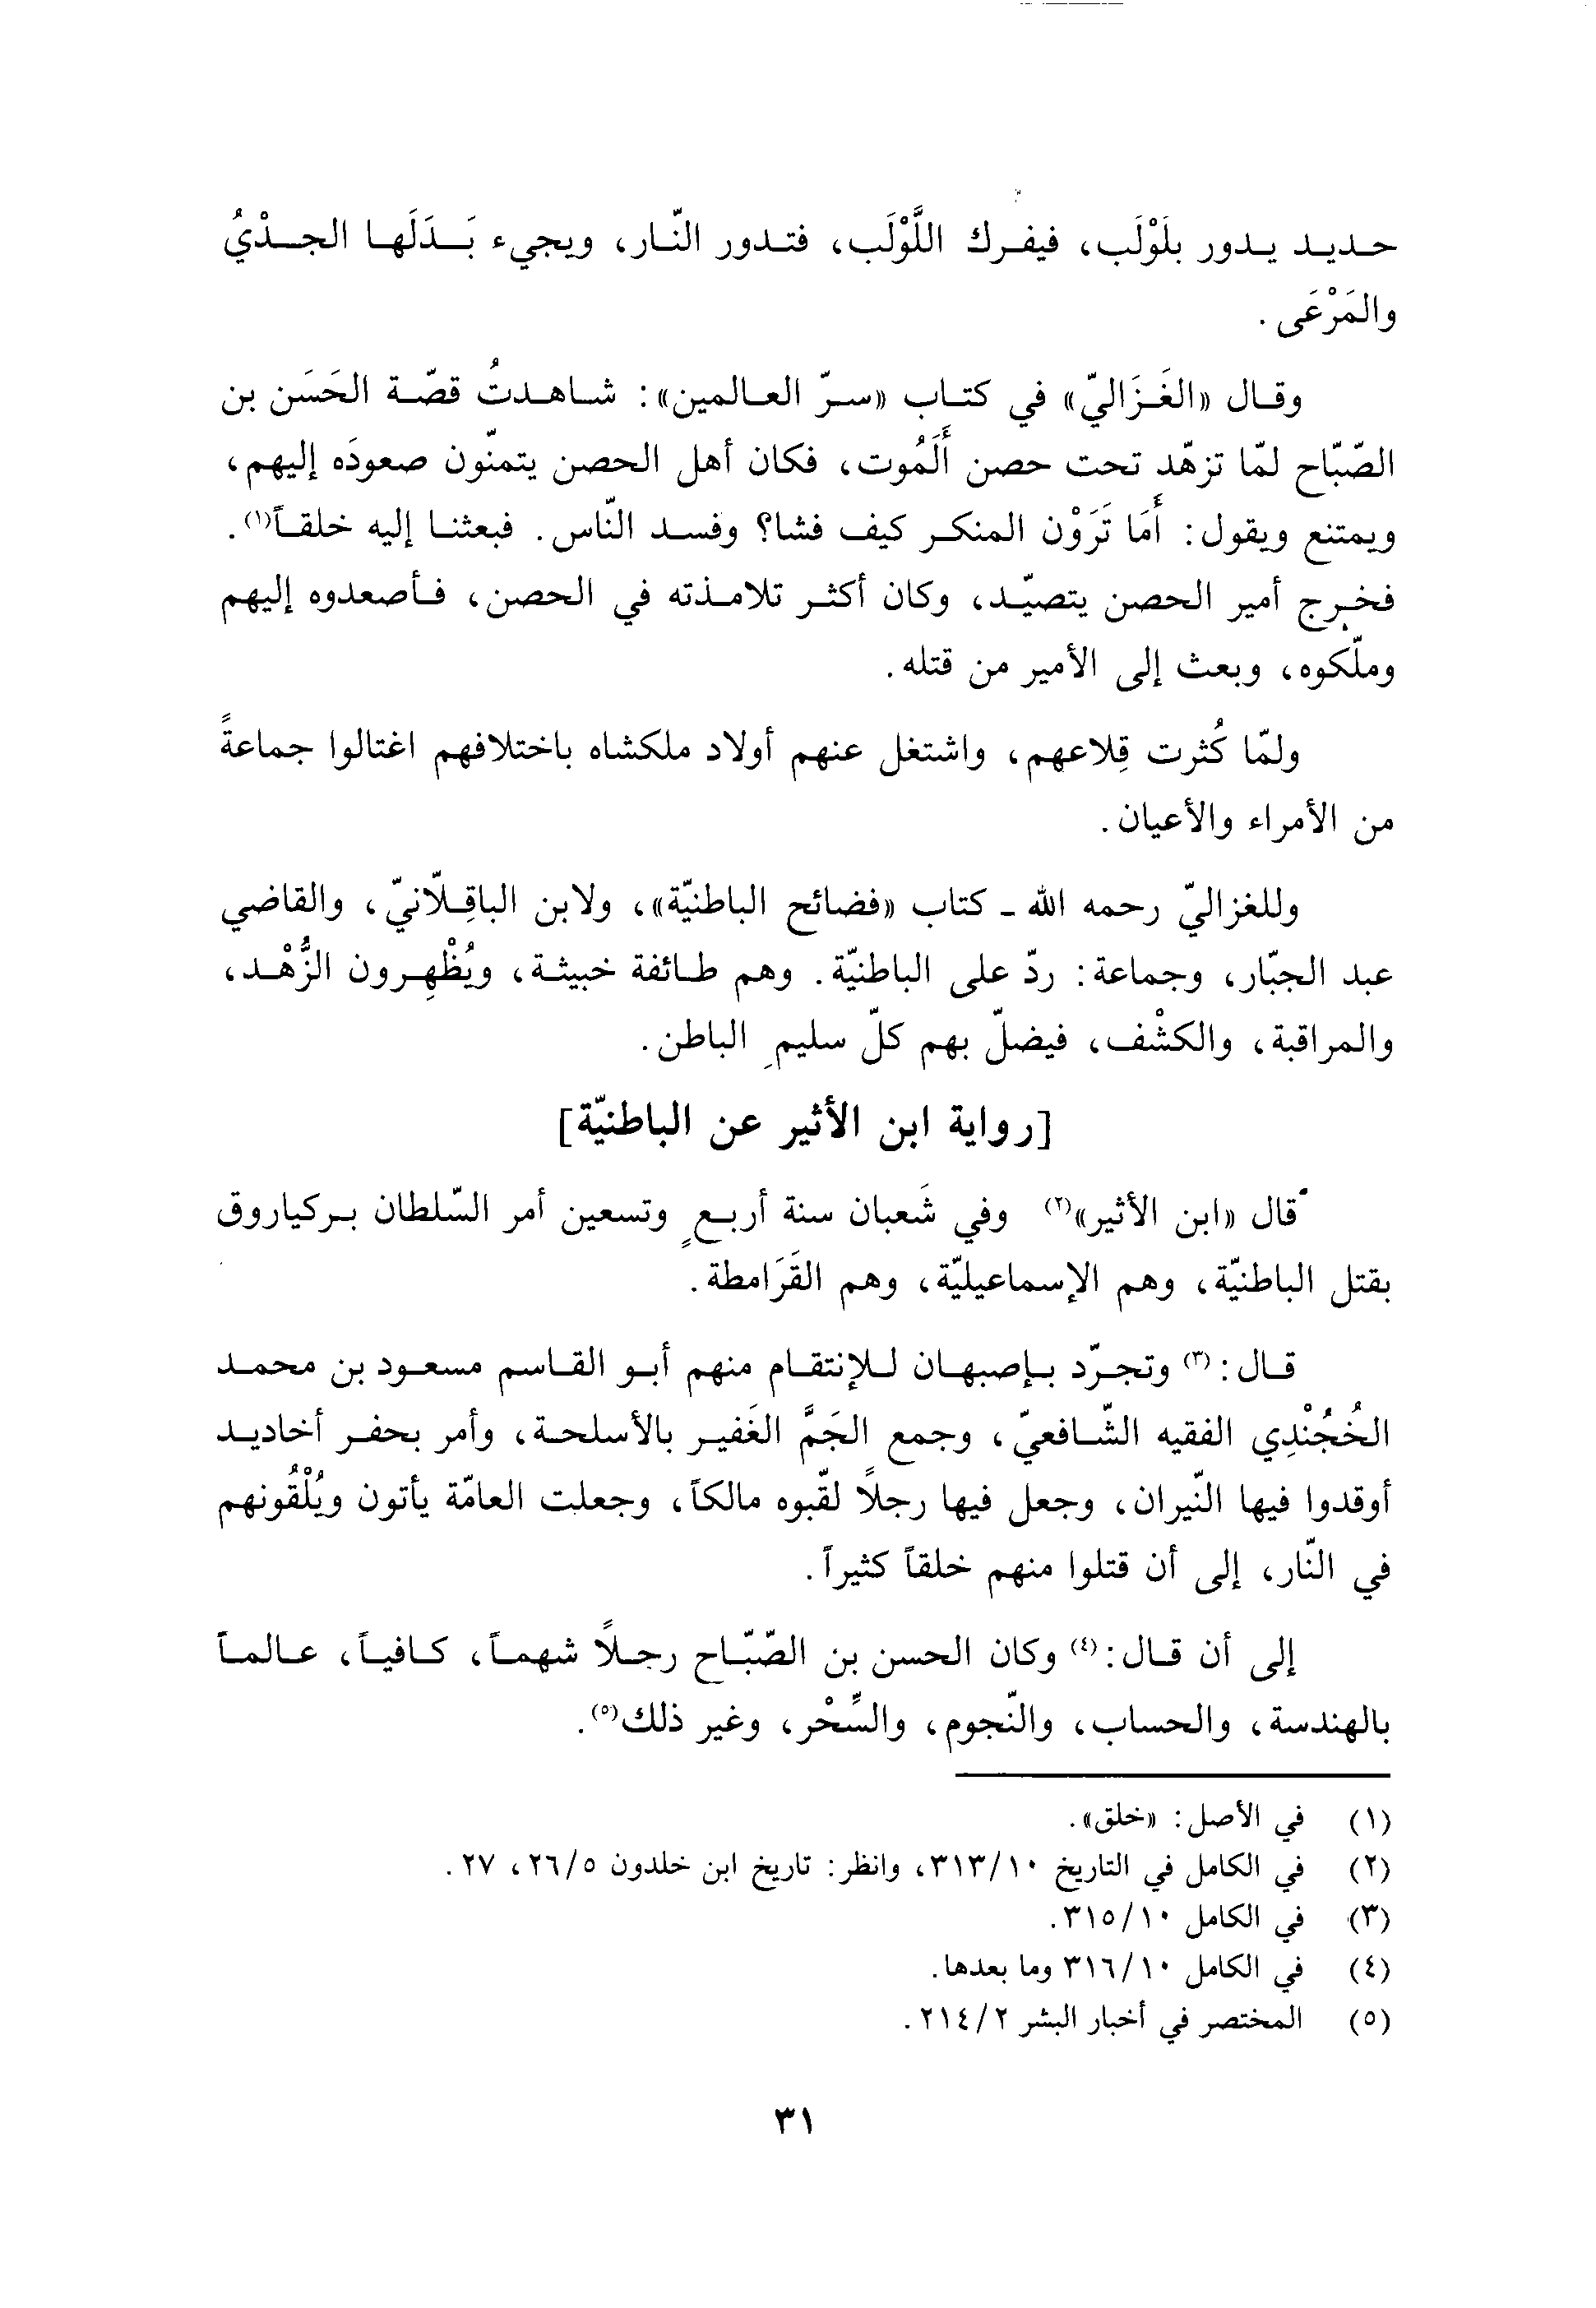 حديد يدور بلَوْلَب، فيفرك اللَّوْلَب، فتدور النّار، ويجيء بَدَلَها الجدْيُ
والمَرْعَى.
وقال «الغَزَاليّ» في كتاب «سرّ العالمين»: شاهدتُ قصّة الحَسَن بن
الصّبّاح لمّا تزهّد تحت حصن أَلَمُوت، فكان أهل الحصن يتمنّون صعودَه إليهم،
ويمتنع ويقول: أَمَا تَرَوْن المنكر كيف فشا؟ وفسد النّاس. فبعثنا إليه خلقاً(١).
فخرج أمير الحصن يتصيّد، وكان أكثر تلامذته في الحصن، فأصعدوه إليهم
وملّكوه، وبعث إلى الأمير من قتله.
ولمّا كُثرت قِلاعهم، واشتغل عنهم أولاد ملكشاه باختلافهم اغتالوا جماعةً
من الأمراء والأعيان.
وللغزاليّ رحمه الله ـ كتاب «فضائح الباطنيّة»، ولابن الباقِلّانيّ، والقاضي
عبد الجبّار، وجماعة: ردّ على الباطنيّة. وهم طائفة خبيثة، ويُظْهِرون الزُّهْد،
والمراقبة، والكشْف، فيضلّ بهم كلّ سليمِ الباطن.
[رواية ابن الأثير عن الباطنيّة]
قال «ابن الأثير»(٢) وفي شَعبان سنة أربعٍ وتسعين أمر السّلطان بركياروق
بقتل الباطنيّة، وهم الإسماعيليّة، وهم القَرَامطة.
قال:(٣) وتجرّد بإصبهان للإنتقام منهم أبو القاسم مسعود بن محمد
الخُجُنْدِي الفقيه الشّافعيّ، وجمع الجَمَّ الغَفير بالأسلحة، وأمر بحفر أخاديد
أوقدوا فيها النّيران، وجعل فيها رجلاً لقّبوه مالكاً، وجعلت العامّة يأتون ويُلْقُونهم
في النّار، إلى أن قتلوا منهم خلقاً كثيراً.
إلى أن قال:(٤) وكان الحسن بن الصّبّاح رجلاً شهماً، كافياً، عالماً
بالهندسة، والحساب، والنّجوم، والسِّحْر، وغير ذلك(٥).
(١) في الأصل: «خلق».
(٢) في الكامل في التاريخ ٣١٣/١٠، وانظر: تاريخ ابن خلدون ٢٦/٥، ٢٧.
(٣) في الكامل ٣١٥/١٠.
(٤) في الكامل ٣١٦/١٠ وما بعدها.
(٥) المختصر في أخبار البشر ٢١٤/٢.
٣١